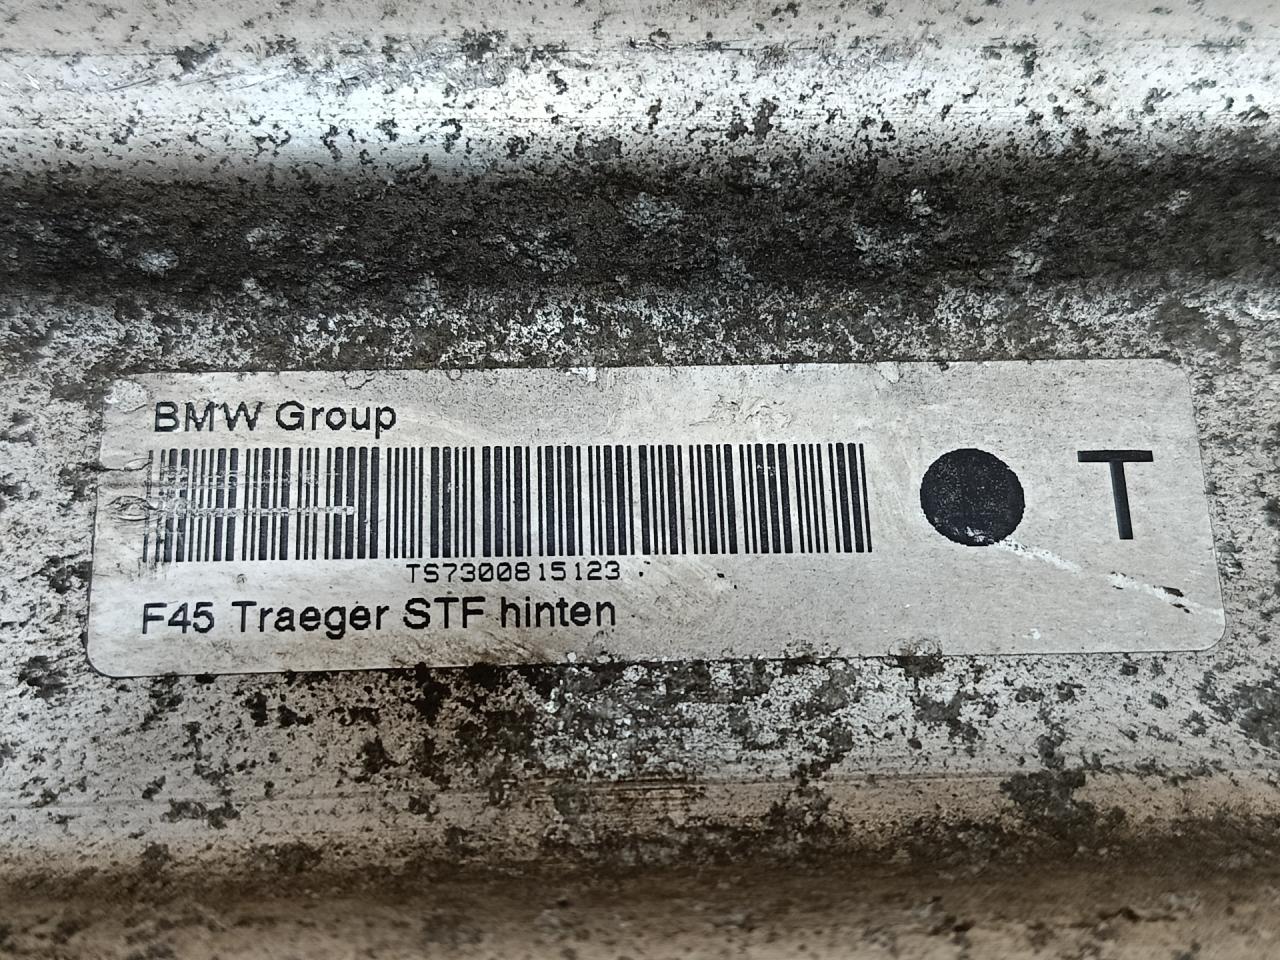 BMW Group
T
TS7300815123
F45 Traeger STF hinten